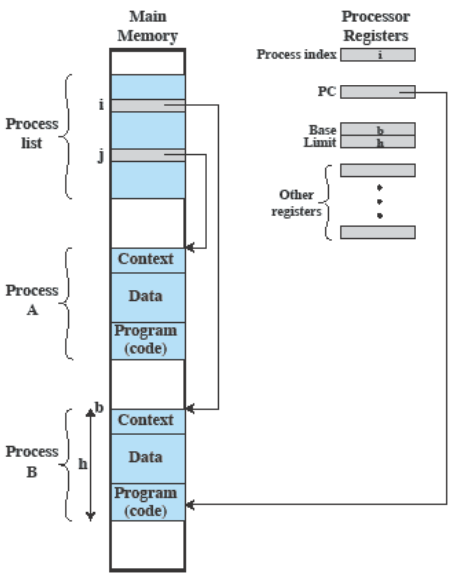 Main
Memory
Processor
Registers
Process index
i
i
PC
Process
list
Base
b
Limit
h
j
Other
registers
Context
Process
A
Data
Program
(code)
b
Context
Process
B
h
Data
Program
(code)